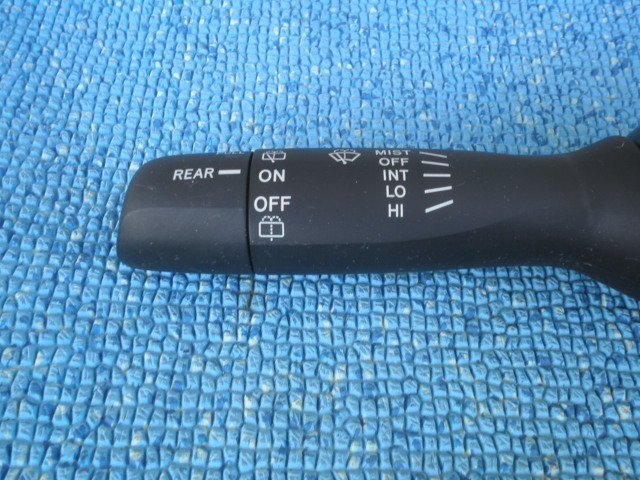 REAR
ON
OFF
MIST
OFF
INT
LO
HI